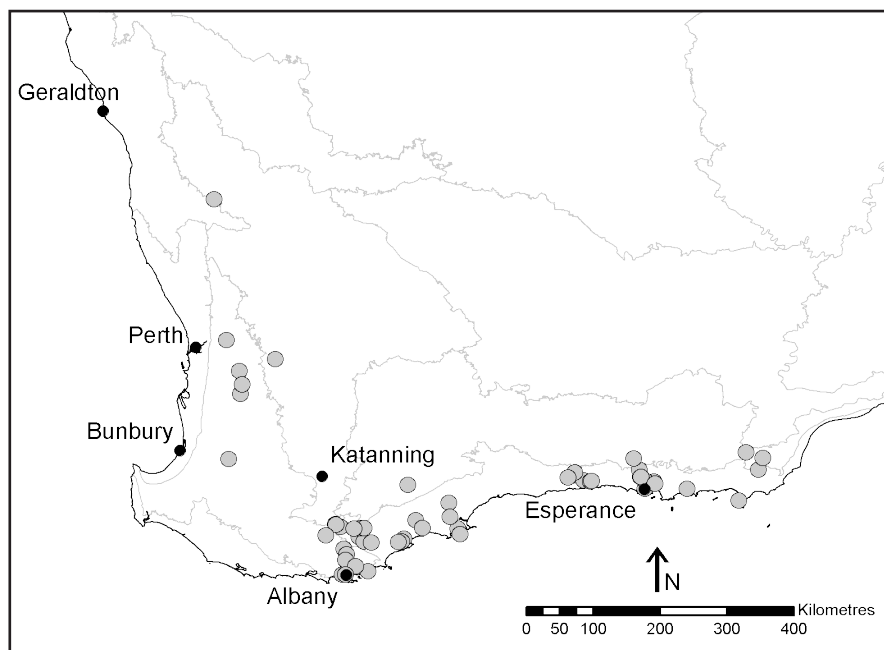 Geraldton
Perth
Bunbury
Katanning
Esperance
Albany
N
Kilometres
0 50 100 200 300 400